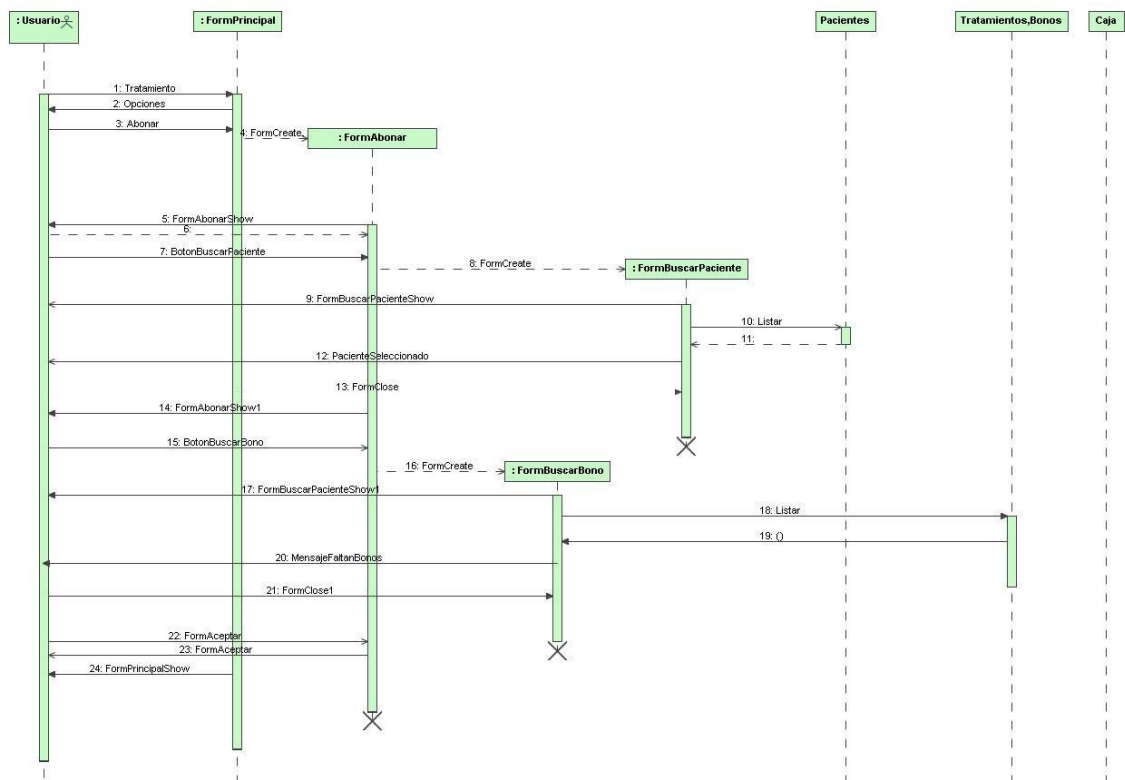 : Usuario
: FormPrincipal
Pacientes
Tratamientos,Bonos
Caja
1: Tratamiento
2: Opciones
3: Abonar
4: FormCreate
: FormAbonar
5: FormAbonarShow
6:
7: BotonBuscarPaciente
8: FormCreate
: FormBuscarPaciente
9: FormBuscarPacienteShow
10: Listar
11:
12: PacienteSeleccionado
13: FormClose
14: FormAbonarShow1
15: BotonBuscarBono
16: FormCreate
: FormBuscarBono
17: FormBuscarPacienteShow1
18: Listar
19: ()
20: MensajeFaltanBonos
21: FormClose1
22: FormAceptar
23: FormAceptar
24: FormPrincipalShow